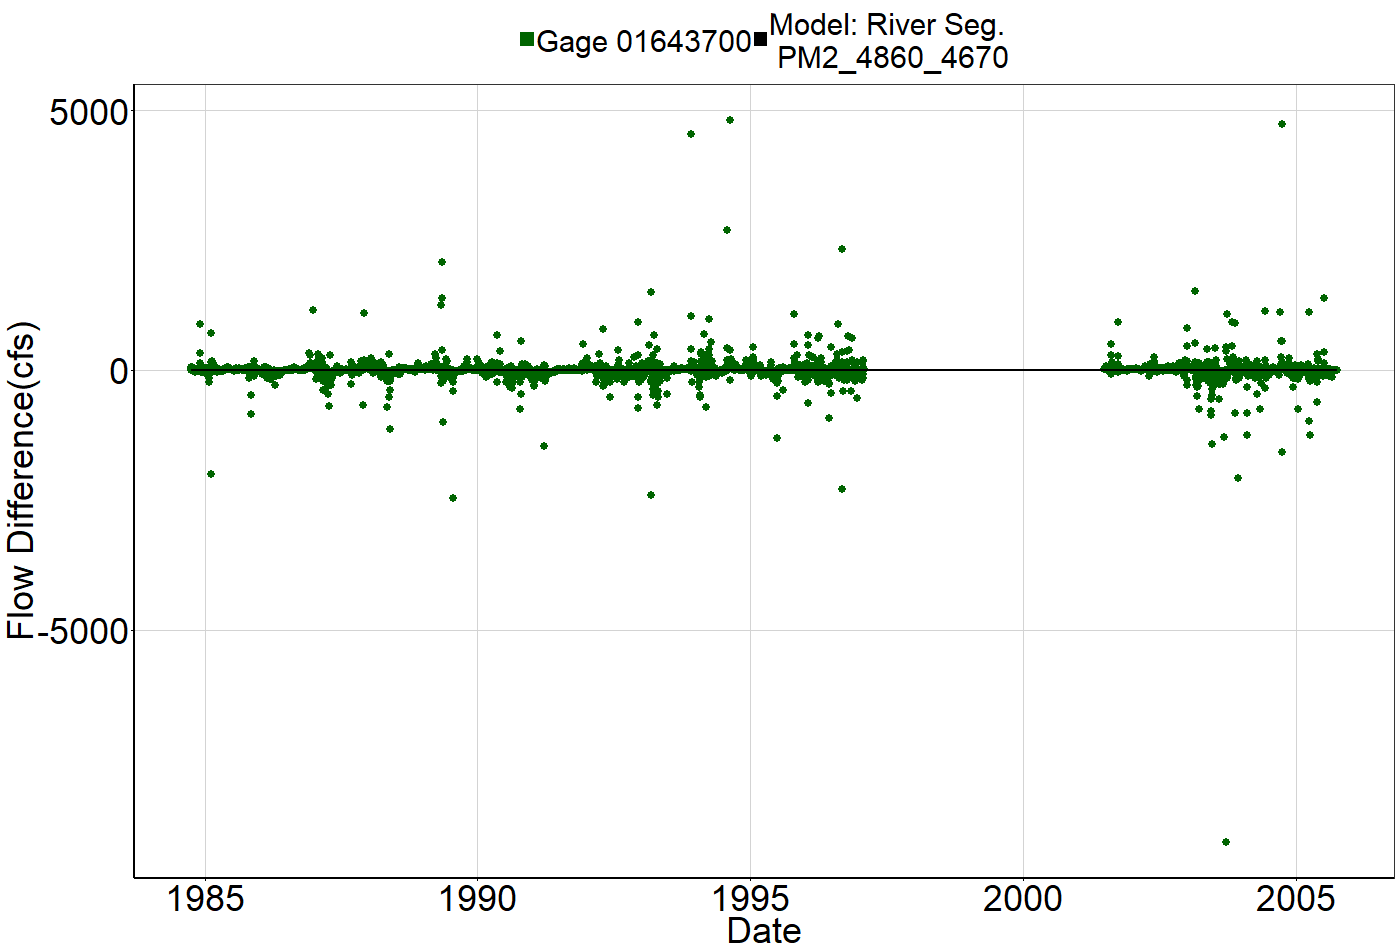 Gage 01643700 Model: River Seg.
PM2_4860_4670
5000
0
-5000
Flow Difference(cfs)
1985 1990 1995 2000 2005
Date